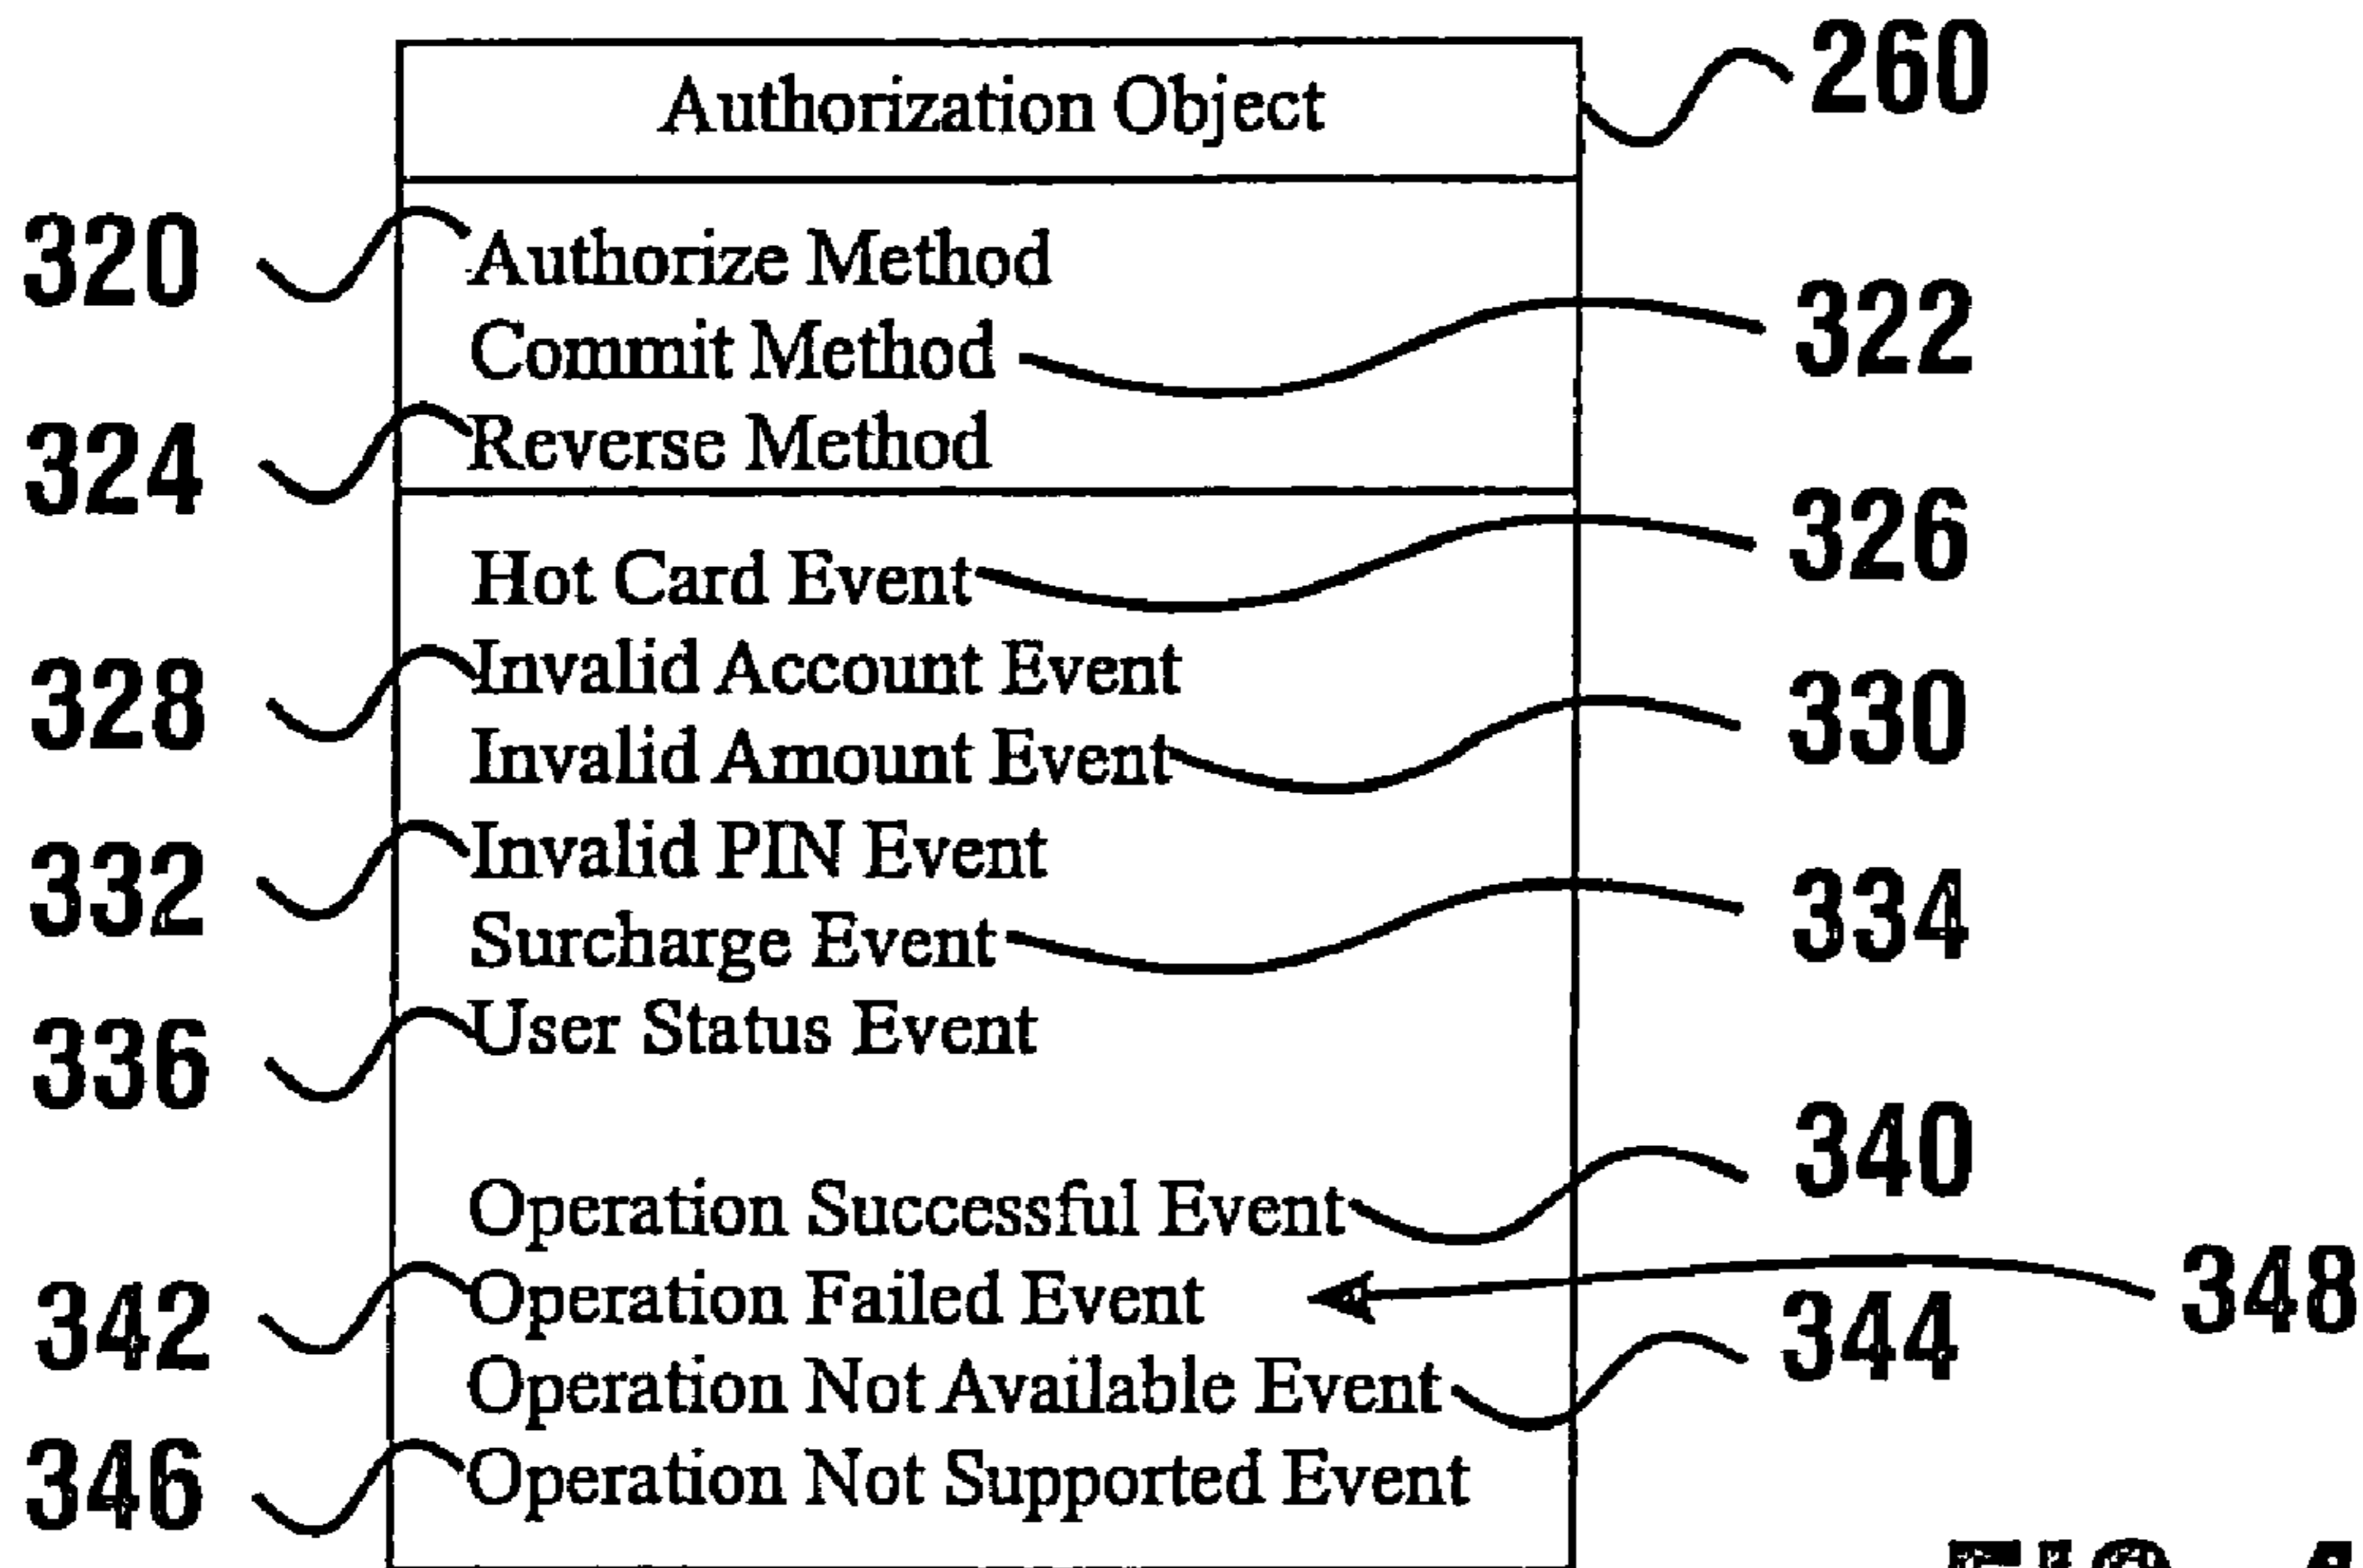 Authorization Object
260
320
Authorize Method
Commit Method
322
324
Reverse Method
Hot Card Event
326
328
Invalid Account Event
Invalid Amount Event
330
332
Invalid PIN Event
Surcharge Event
334
336
User Status Event
Operation Successful Event
340
342
Operation Failed Event
348
Operation Not Available Event
344
346
Operation Not Supported Event